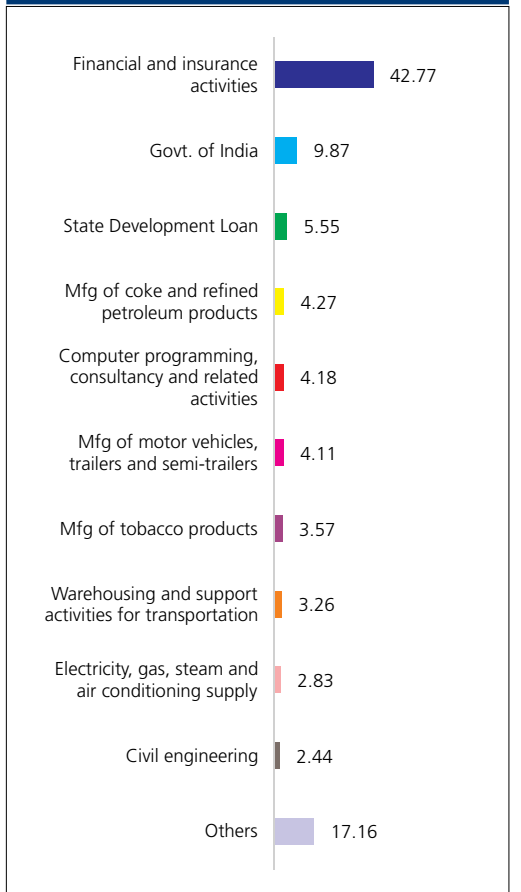 Financial and insurance
activities
42.77
Govt. of India
9.87
State Development Loan
5.55
Mfg of coke and refined
petroleum products
4.27
Computer programming,
consultancy and related
activities
4.18
Mfg of motor vehicles,
trailers and semi-trailers
4.11
Mfg of tobacco products
3.57
Warehousing and support
activities for transportation
3.26
Electricity, gas, steam and
air conditioning supply
2.83
Civil engineering
2.44
Others
17.16